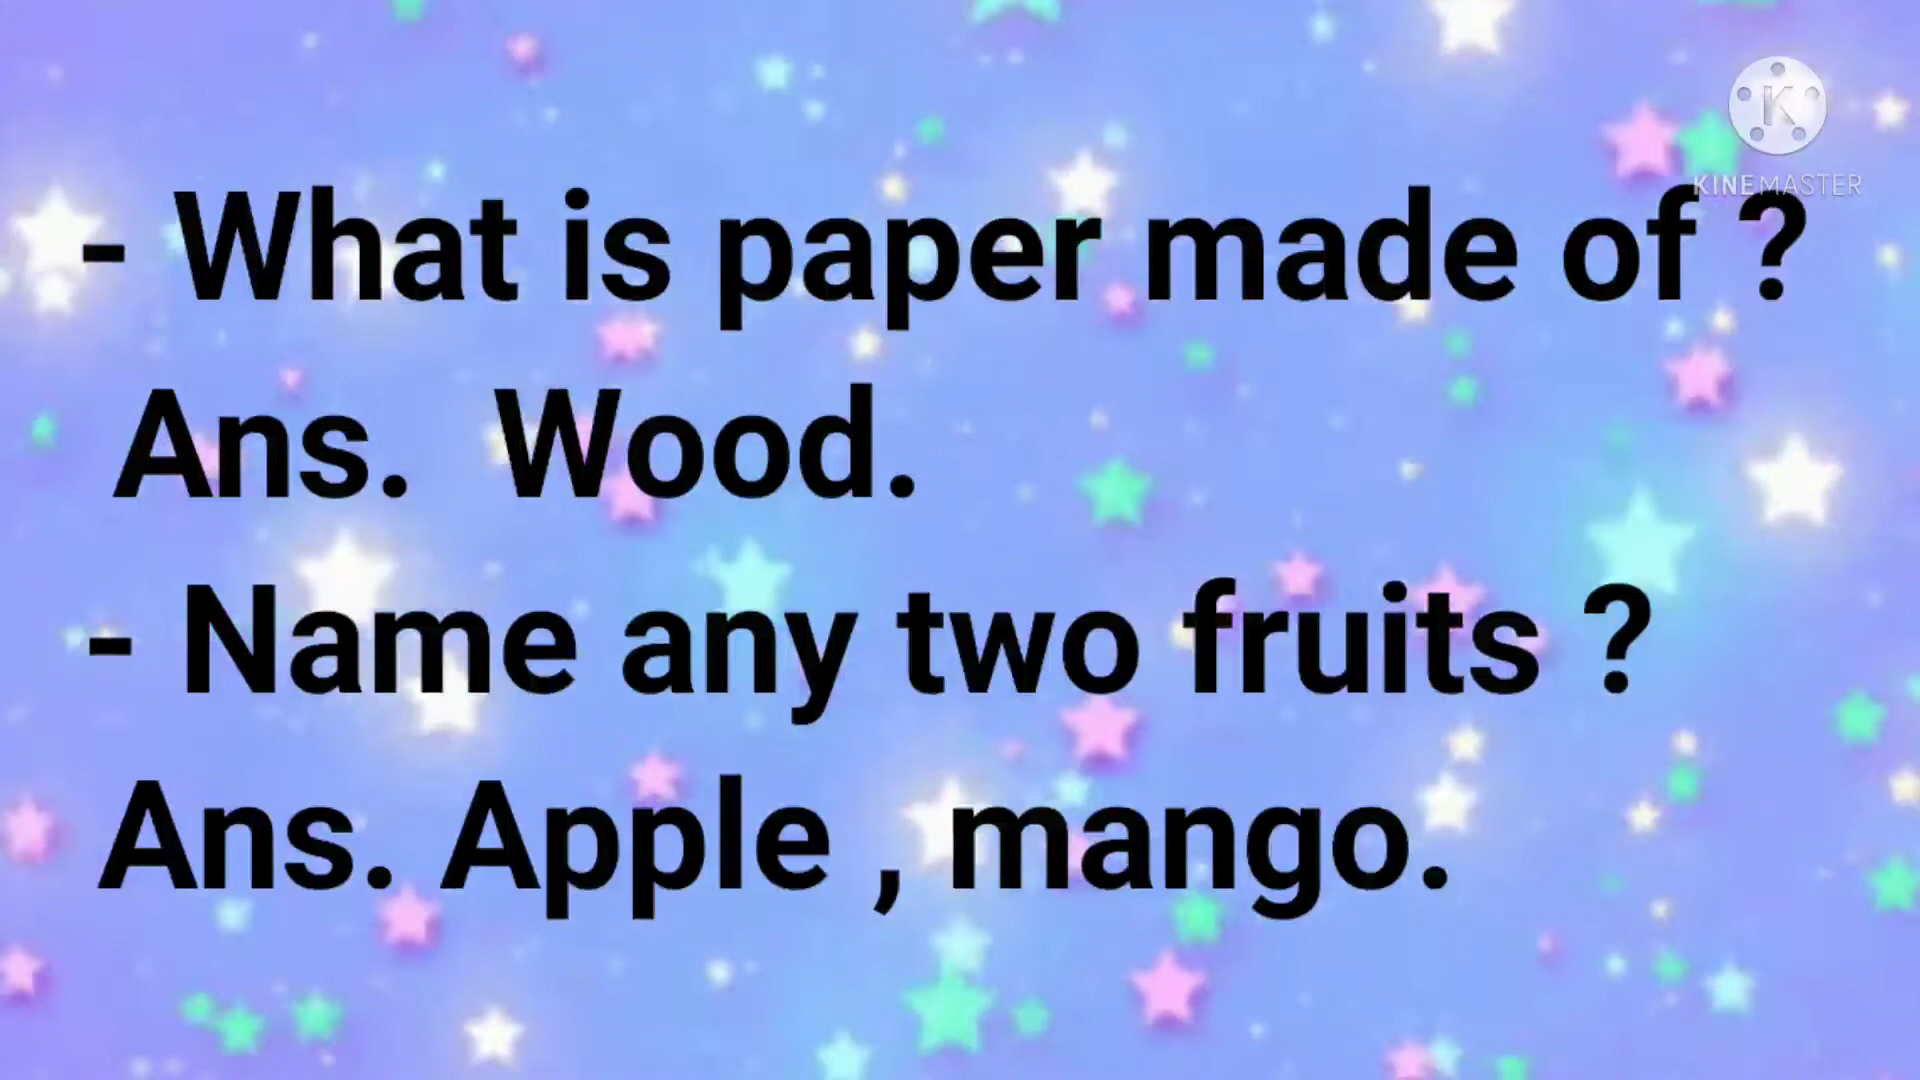 K
KINEMASTER
- What is paper made of ?
Ans. Wood.
- Name any two fruits ?
Ans. Apple , mango.